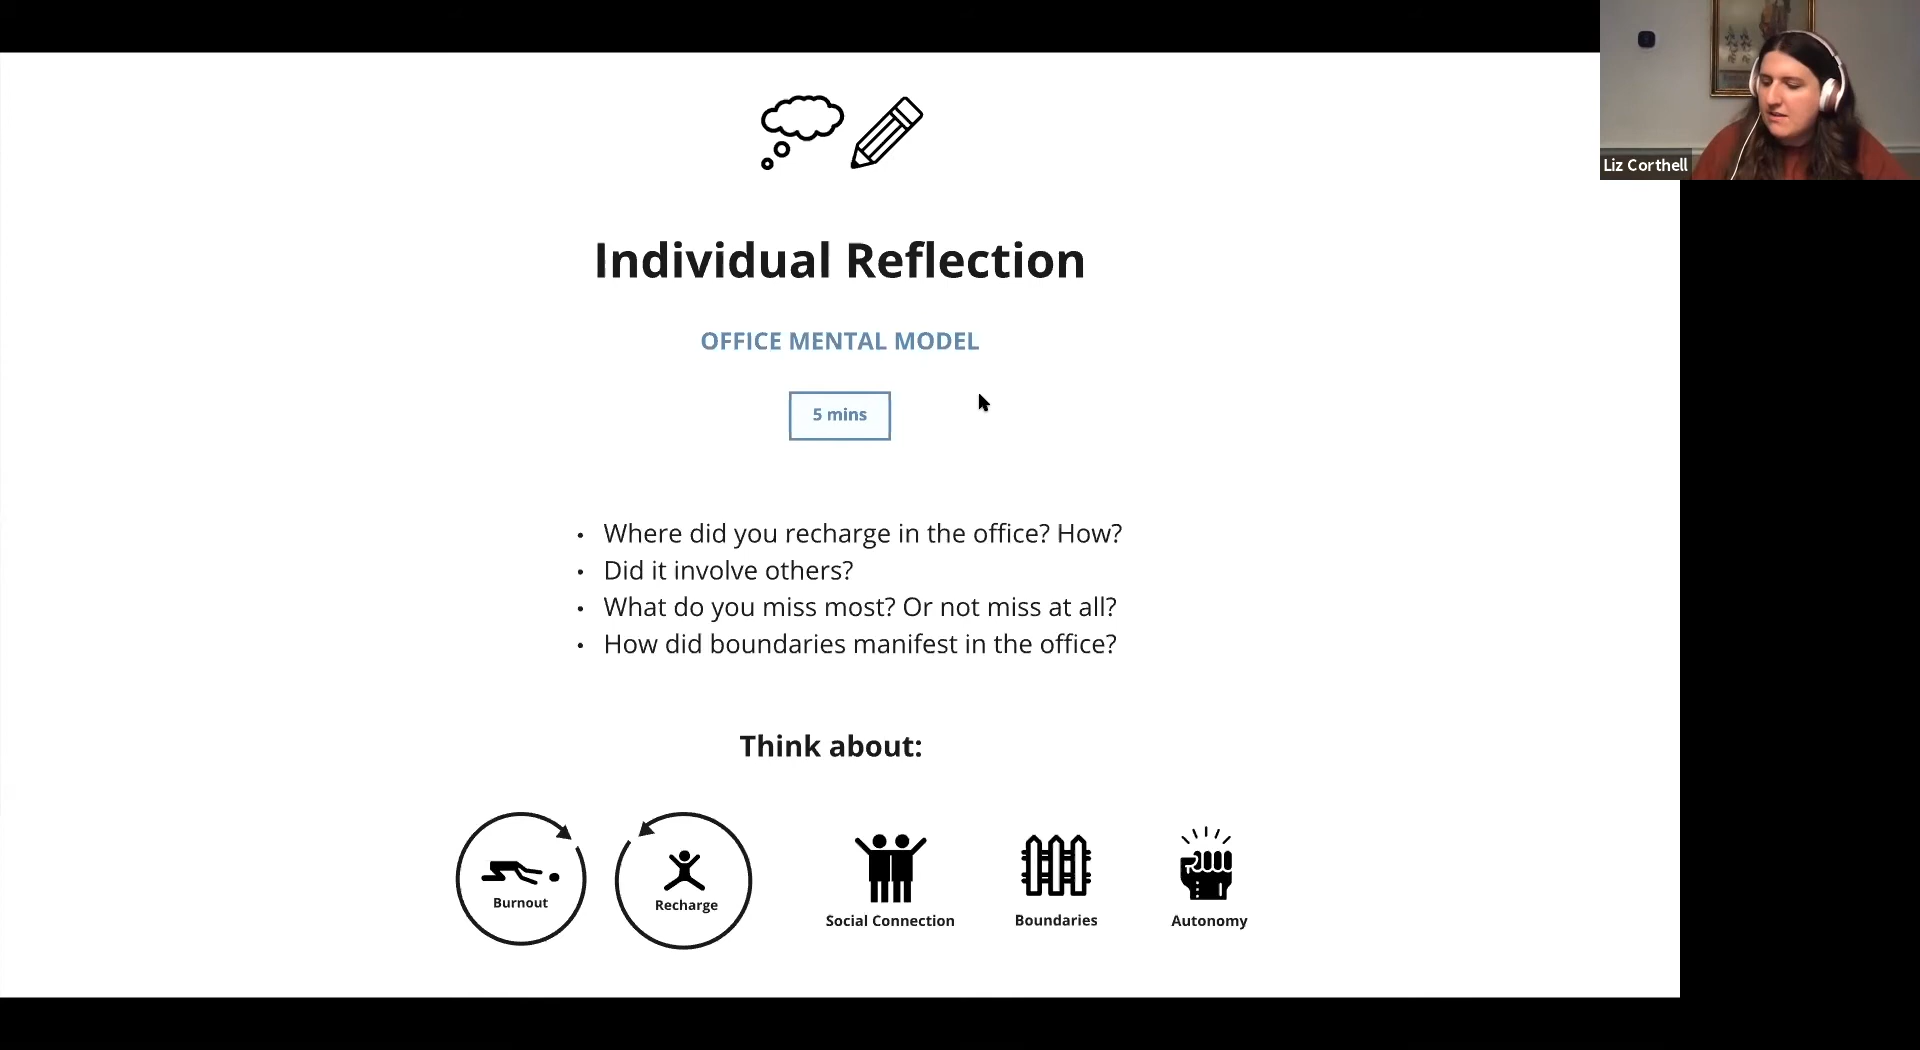 Liz Corthell
Individual Reflection
OFFICE MENTAL MODEL
5 mins
• Where did you recharge in the office? How?
• Did it involve others?
• What do you miss most? Or not miss at all?
• How did boundaries manifest in the office?
Think about:
Burnout
Recharge
Social Connection
Boundaries
Autonomy